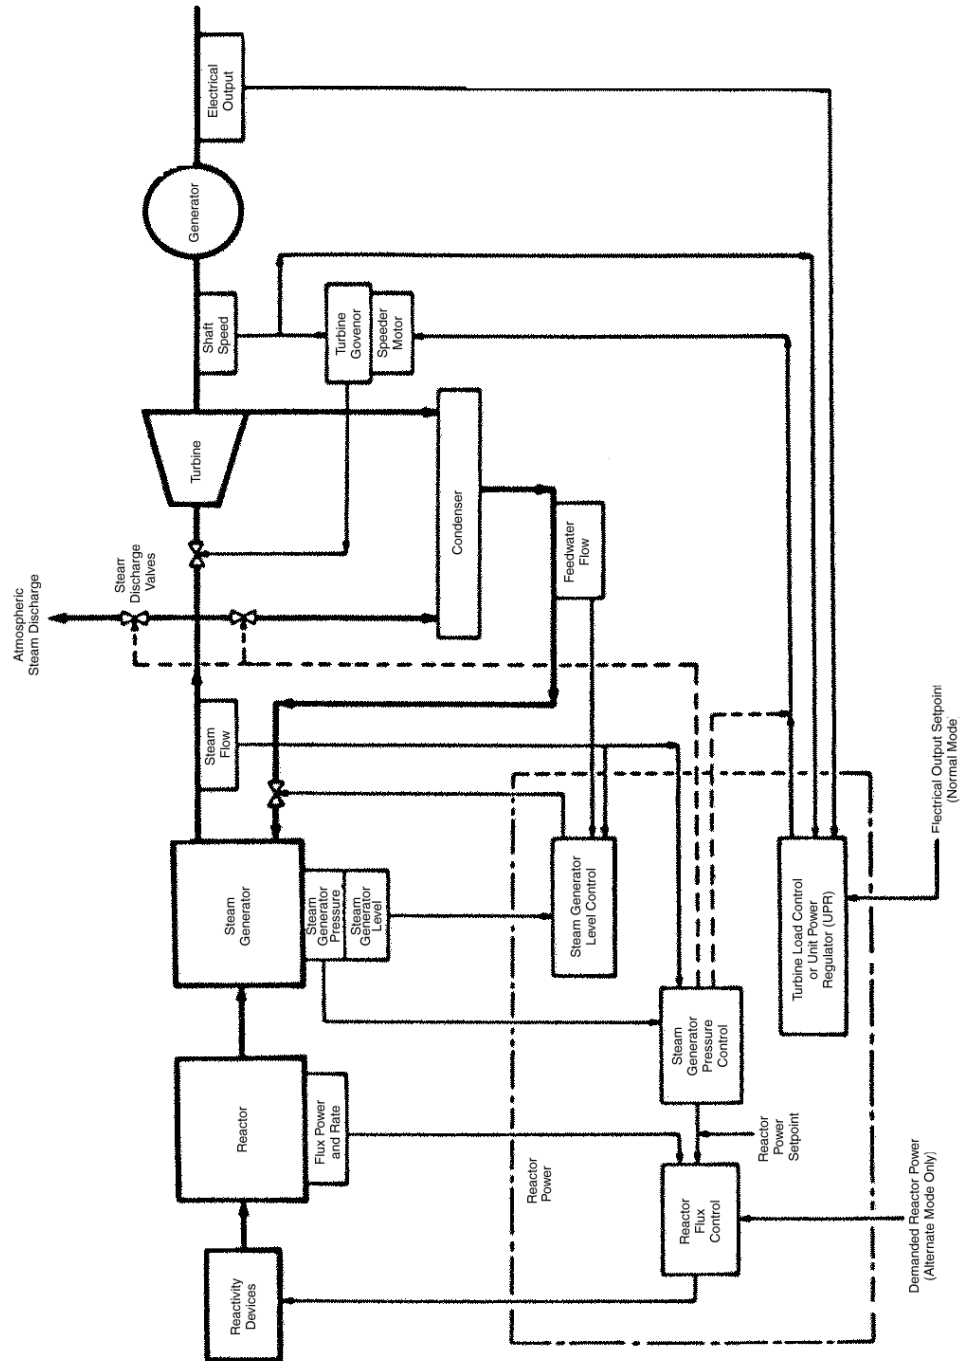 Atmospheric
Steam Discharge
Stearr
Discharge
Valves
Reactivity
Devices
Reactor
Flux Power
and Rate
Steam
Generator
Steam
Generator
Pressure
Steam
Generator
Level
Steam
Flow
Turbine
Shaft
Speed
Generator
Electrical
Output
Turbine
Govenor
Speeder
Motor
Condenser
Feedwater
Flow
Steam Generator
Level Control
Reactor
Power
Steam
Generator
Pressure
Control
Reactor
Power
Setpoint
Reactor
Flux
Control
Turbine Load Control
or Unit Power
Regulator (UPR)
Demanded Reactor Power
(Alternate Mode Only)
Electrical Output Setpoint
(Normal Mode